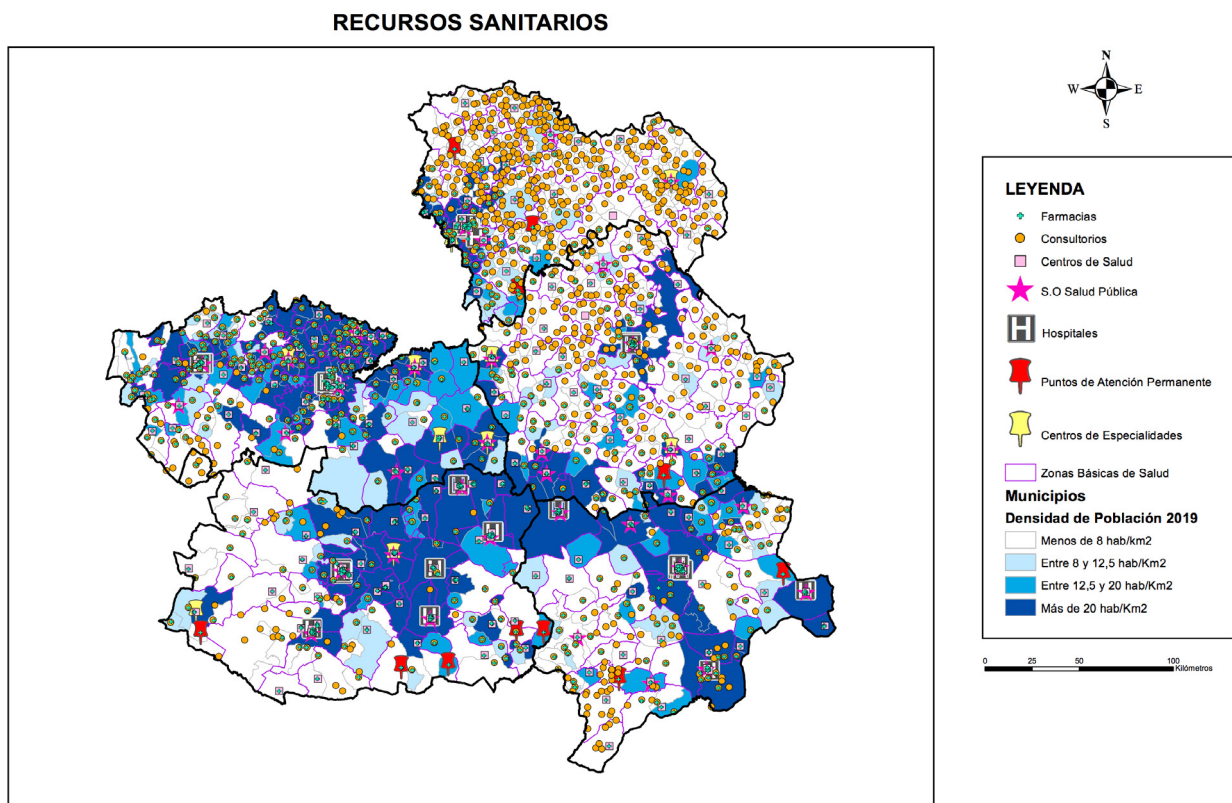 RECURSOS SANITARIOS
N
W
E
S
LEYENDA
Farmacias
Consultorios
Centros de Salud
S.O Salud Pública
H
Hospitales
Puntos de Atención Permanente
Centros de Especialidades
Zonas Básicas de Salud
Municipios
Densidad de Población 2019
Menos de 8 hab/km2
Entre 8 y 12,5 hab/Km2
Entre 12,5 y 20 hab/Km2
Más de 20 hab/Km2
0 25 50 100
Kilómetros